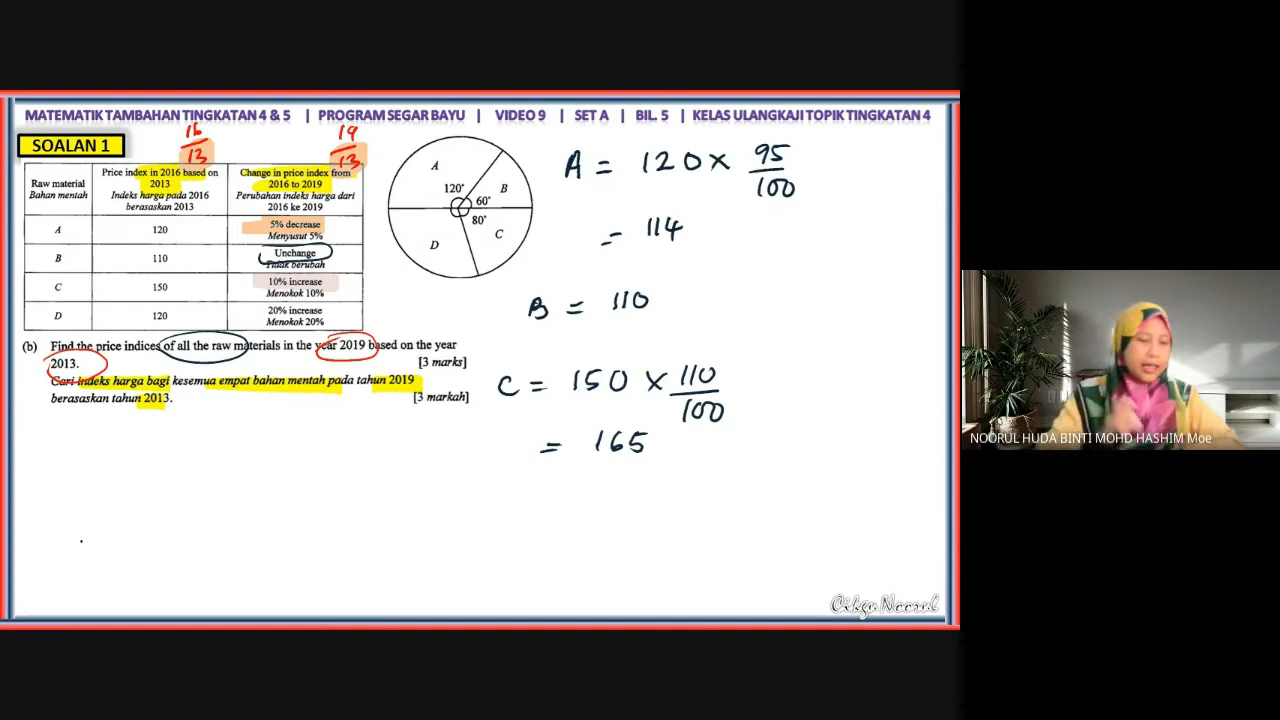 MATEMATIK TAMBAHAN TINGKATAN 4 & 5 | PROGRAM SEGAR BAYU | VIDEO 9 | SET A | BIL. 5 | KELAS ULANGKAJI TOPIK TINGKATAN 4
SOALAN 1
16/13
19/13
Raw material
Bahan mentah
Price index in 2016 based on
2013
Indeks harga pada 2016
berasaskan 2013
Change in price index from
2016 to 2019
Perubahan indeks harga dari
2016 ke 2019
A
120
5% decrease
Menyusut 5%
B
110
Unchange
Tidak berubah
C
150
10% increase
Menokok 10%
D
120
20% increase
Menokok 20%
A
120°
60°
B
80°
C
D
(b) Find the price indices of all the raw materials in the year 2019 based on the year
2013. [3 marks]
Cari indeks harga bagi kesemua empat bahan mentah pada tahun 2019
berasaskan tahun 2013. [3 markah]
A = 120 × 95/100
= 114
B = 110
C = 150 × 110/100
= 165
Cikgu Noorul
NOORUL HUDA BINTI MOHD HASHIM Moe